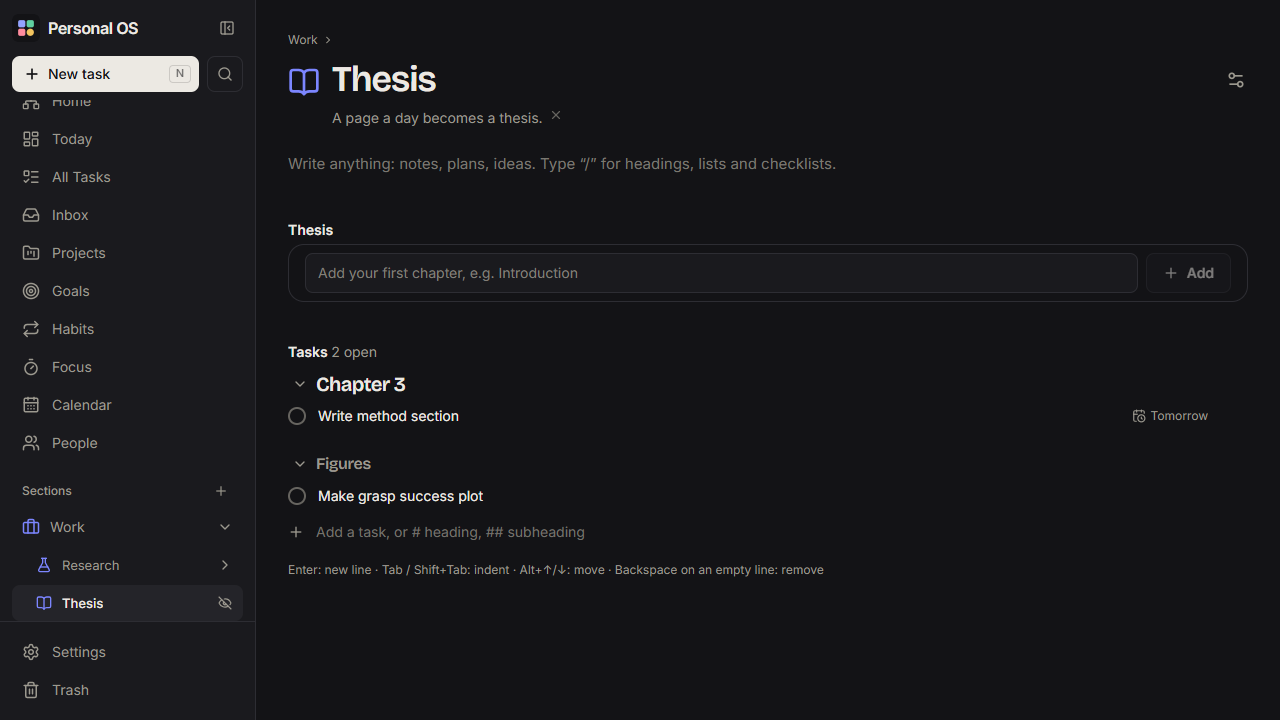 Personal OS
New task N
Home
Today
All Tasks
Inbox
Projects
Goals
Habits
Focus
Calendar
People
Sections
Work
Research
Thesis
Settings
Trash
Work
Thesis
A page a day becomes a thesis.
Write anything: notes, plans, ideas. Type “/” for headings, lists and checklists.
Thesis
Add your first chapter, e.g. Introduction
Add
Tasks 2 open
Chapter 3
Write method section
Tomorrow
Figures
Make grasp success plot
Add a task, or # heading, ## subheading
Enter: new line · Tab / Shift+Tab: indent · Alt+↑/↓: move · Backspace on an empty line: remove